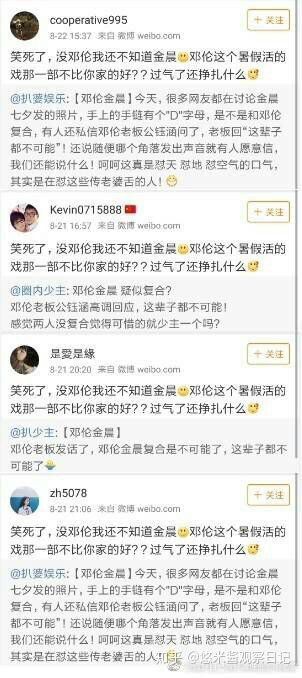 cooperative995
8-22 15:37 来自 微博 weibo.com
+ 关注
笑死了,没邓伦我还不知道金晨邓伦这个暑假活的
戏那一部不比你家的好??过气了还挣扎什么
@扒婆娱乐:【邓伦金晨】今天,很多网友都在讨论金晨
七夕发的照片,手上的手链有个“D”字母,是不是和邓伦
复合,有人还私信邓伦老板公钰涵问了,老板回“这辈子
都不可能”!还说随便哪个角落发出声音就有人愿意信,
我们还能说什么!呵呵这真是怼天 怼地 怼空气的口气,
其实是在怼这些传老婆舌的人!
Kevin0715888
8-21 16:57 来自 微博 weibo.com
+ 关注
笑死了,没邓伦我还不知道金晨邓伦这个暑假活的
戏那一部不比你家的好??过气了还挣扎什么
@圈内少主:邓伦金晨 疑似复合?
邓伦老板公钰涵高调回应,这辈子都不可能!
感觉两人没复合觉得可惜的就少主一个吗?
是愛是緣
8-21 20:20 来自 微博 weibo.com
+ 关注
笑死了,没邓伦我还不知道金晨邓伦这个暑假活的
戏那一部不比你家的好??过气了还挣扎什么
@扒少主:【邓伦金晨】
邓伦老板发话了,邓伦金晨复合是不可能了,这辈子都不
可能了
zh5078
8-21 21:06 来自 微博 weibo.com
+ 关注
笑死了,没邓伦我还不知道金晨邓伦这个暑假活的
戏那一部不比你家的好??过气了还挣扎什么
@扒婆娱乐:【邓伦金晨】今天,很多网友都在讨论金晨
七夕发的照片,手上的手链有个“D”字母,是不是和邓伦
复合,有人还私信邓伦老板公钰涵问了,老板回“这辈子
都不可能”!还说随便哪个角落发出声音就有人愿意信,
我们还能说什么!呵呵这真是怼天 怼地 怼空气的口气,
其实是在怼这些传老婆舌的人!
知乎 @悠米酱观察日记